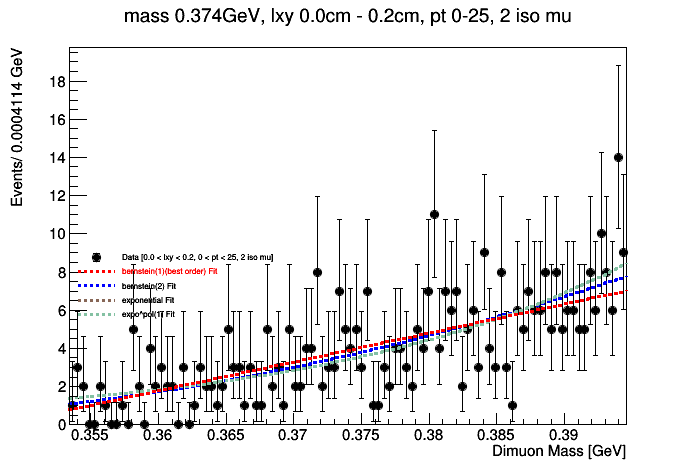 mass 0.374GeV, lxy 0.0cm - 0.2cm, pt 0-25, 2 iso mu
Events/ 0.0004114 GeV
18
16
14
12
10
8
6
4
2
0
Data [0.0 < lxy < 0.2, 0 < pt < 25, 2 iso mu]
bernstein(1)(best order) Fit
bernstein(2) Fit
exponential Fit
expo*pol(1) Fit
0.355 0.36 0.365 0.37 0.375 0.38 0.385 0.39
Dimuon Mass [GeV]